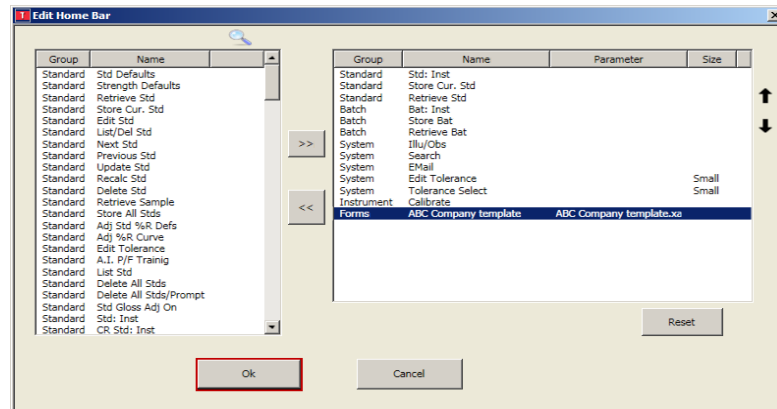 Edit Home Bar
Group Name
Standard Std Defaults
Standard Strength Defaults
Standard Retrieve Std
Standard Store Cur. Std
Standard Edit Std
Standard List/Del Std
Standard Next Std
Standard Previous Std
Standard Update Std
Standard Recalc Std
Standard Delete Std
Standard Retrieve Sample
Standard Store All Stds
Standard Adj Std %R Defs
Standard Adj %R Curve
Standard Edit Tolerance
Standard A.I. P/F Trainig
Standard List Std
Standard Delete All Stds
Standard Delete All Stds/Prompt
Standard Std Gloss Adj On
Standard Std: Inst
Standard CR Std: Inst
>>
<<
Group Name Parameter Size
Standard Std: Inst
Standard Store Cur. Std
Standard Retrieve Std
Batch Bat: Inst
Batch Store Bat
Batch Retrieve Bat
System Illu/Obs
System Search
System EMail
System Edit Tolerance Small
System Tolerance Select Small
Instrument Calibrate
Forms ABC Company template ABC Company template.xa
Reset
Ok Cancel